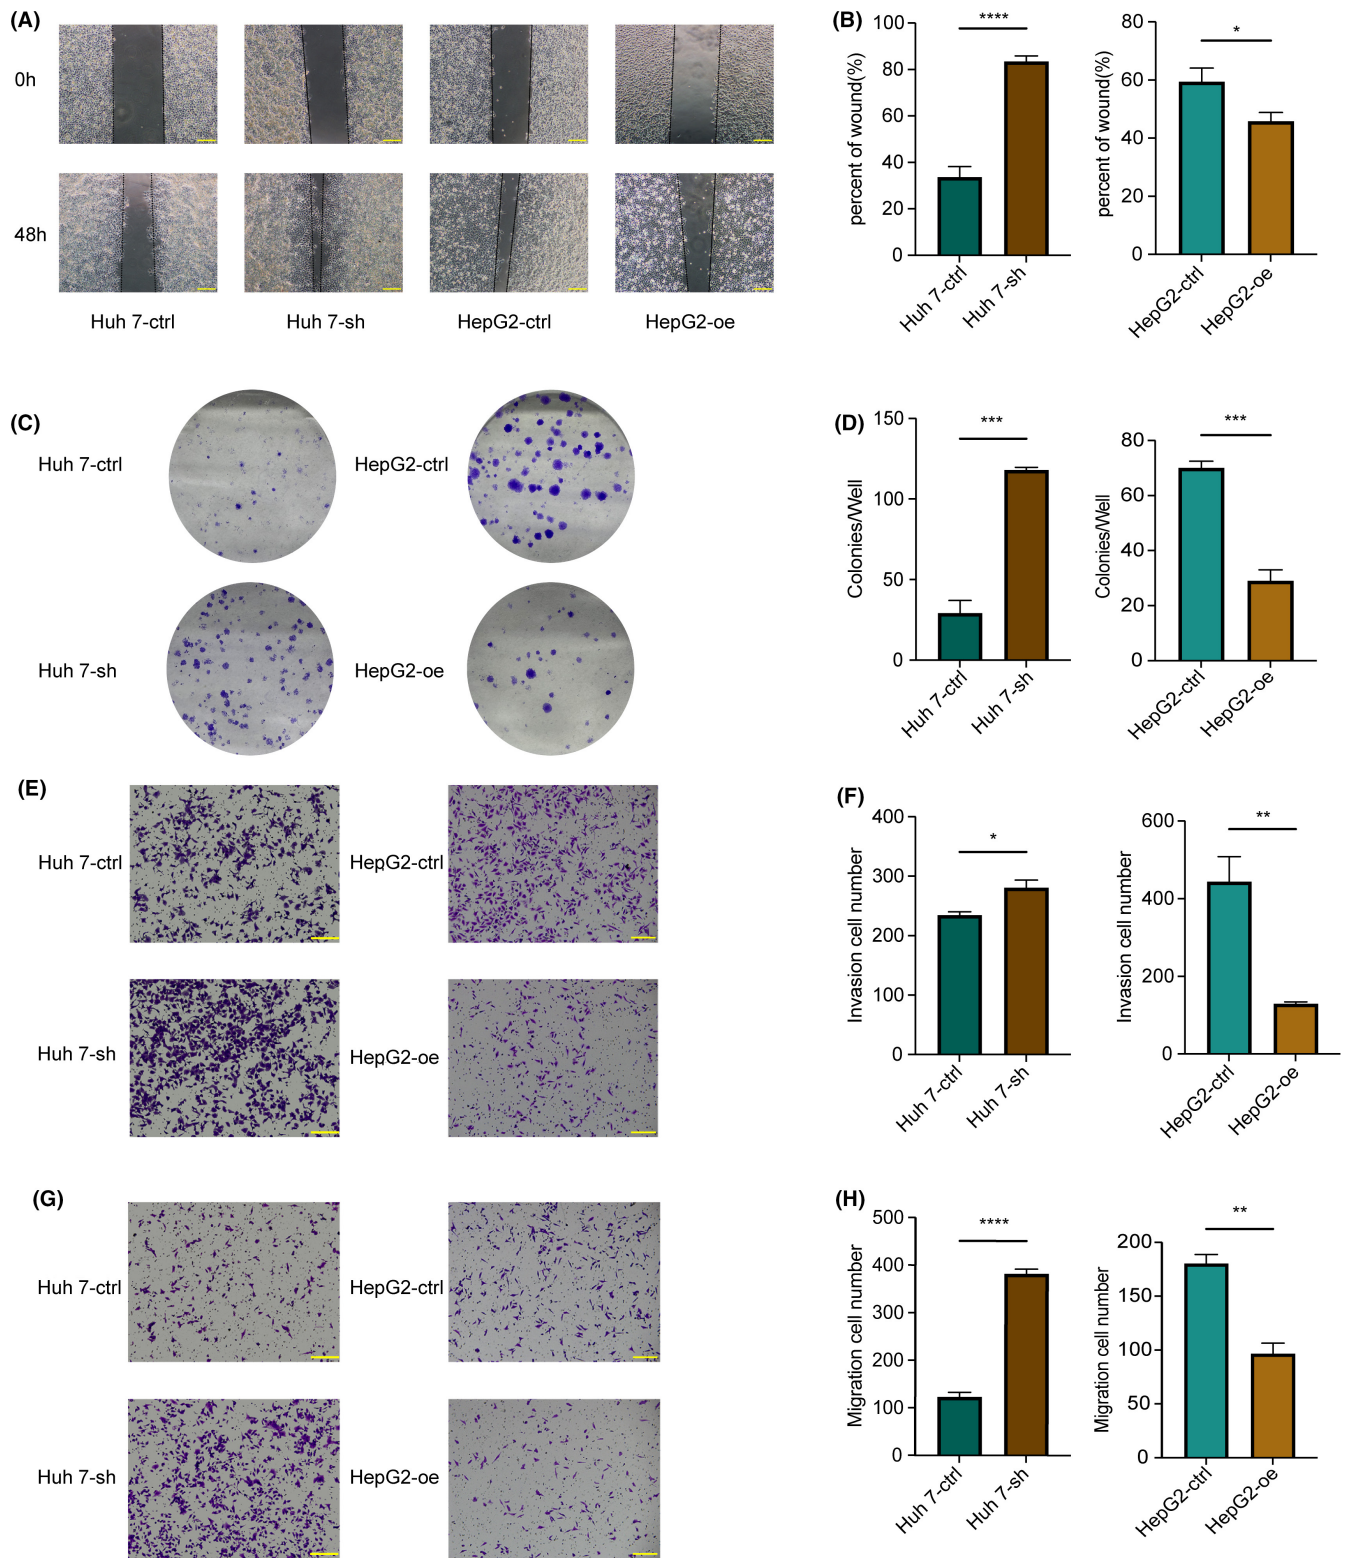 (A)
0h
48h
Huh 7-ctrl
Huh 7-sh
HepG2-ctrl
HepG2-oe
(B)
percent of wound(%)
100
80
60
40
20
0
****
Huh 7-ctrl
Huh 7-sh
percent of wound(%)
80
60
40
20
0
*
HepG2-ctrl
HepG2-oe
(C)
Huh 7-ctrl
HepG2-ctrl
Huh 7-sh
HepG2-oe
(D)
Colonies/Well
150
100
50
0
***
Huh 7-ctrl
Huh 7-sh
Colonies/Well
80
60
40
20
0
***
HepG2-ctrl
HepG2-oe
(E)
Huh 7-ctrl
HepG2-ctrl
Huh 7-sh
HepG2-oe
(F)
Invasion cell number
400
300
200
100
0
*
Huh 7-ctrl
Huh 7-sh
Invasion cell number
600
400
200
0
**
HepG2-ctrl
HepG2-oe
(G)
Huh 7-ctrl
HepG2-ctrl
Huh 7-sh
HepG2-oe
(H)
Migration cell number
500
400
300
200
100
0
****
Huh 7-ctrl
Huh 7-sh
Migration cell number
200
150
100
50
0
**
HepG2-ctrl
HepG2-oe